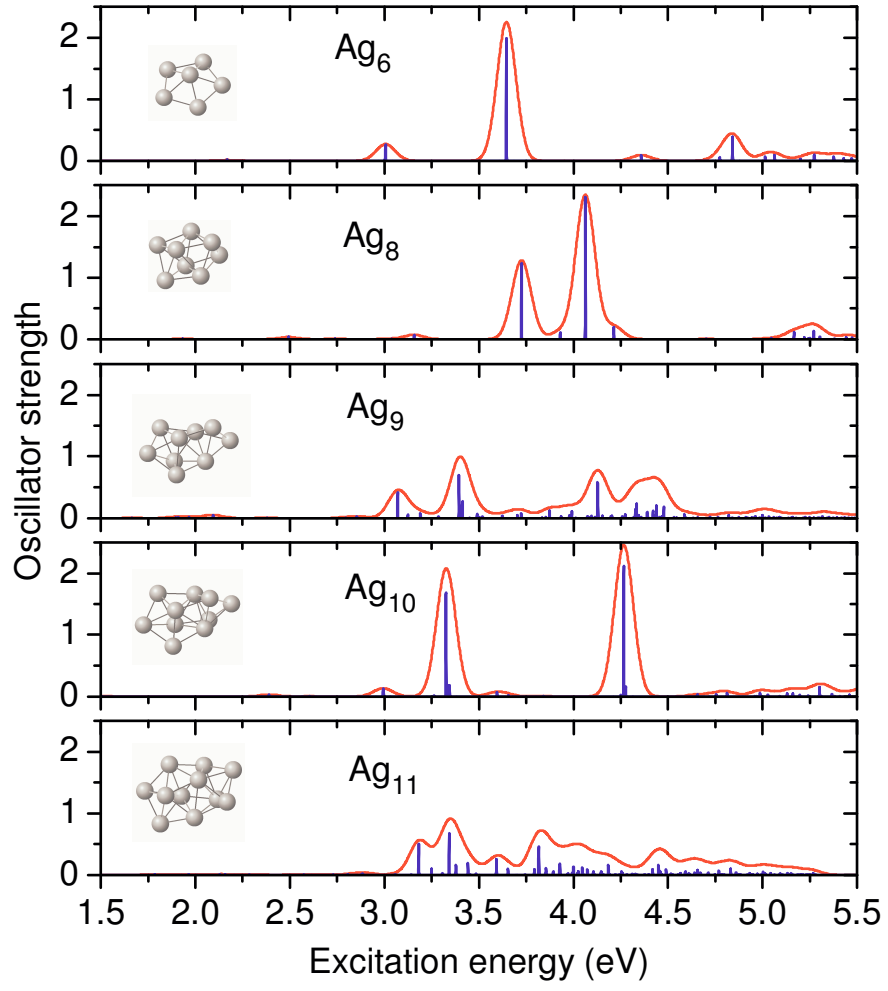 Oscillator strength
2
1
0
Ag₆
2
1
0
Ag₈
2
1
0
Ag₉
2
1
0
Ag₁₀
2
1
0
Ag₁₁
1.5 2.0 2.5 3.0 3.5 4.0 4.5 5.0 5.5
Excitation energy (eV)